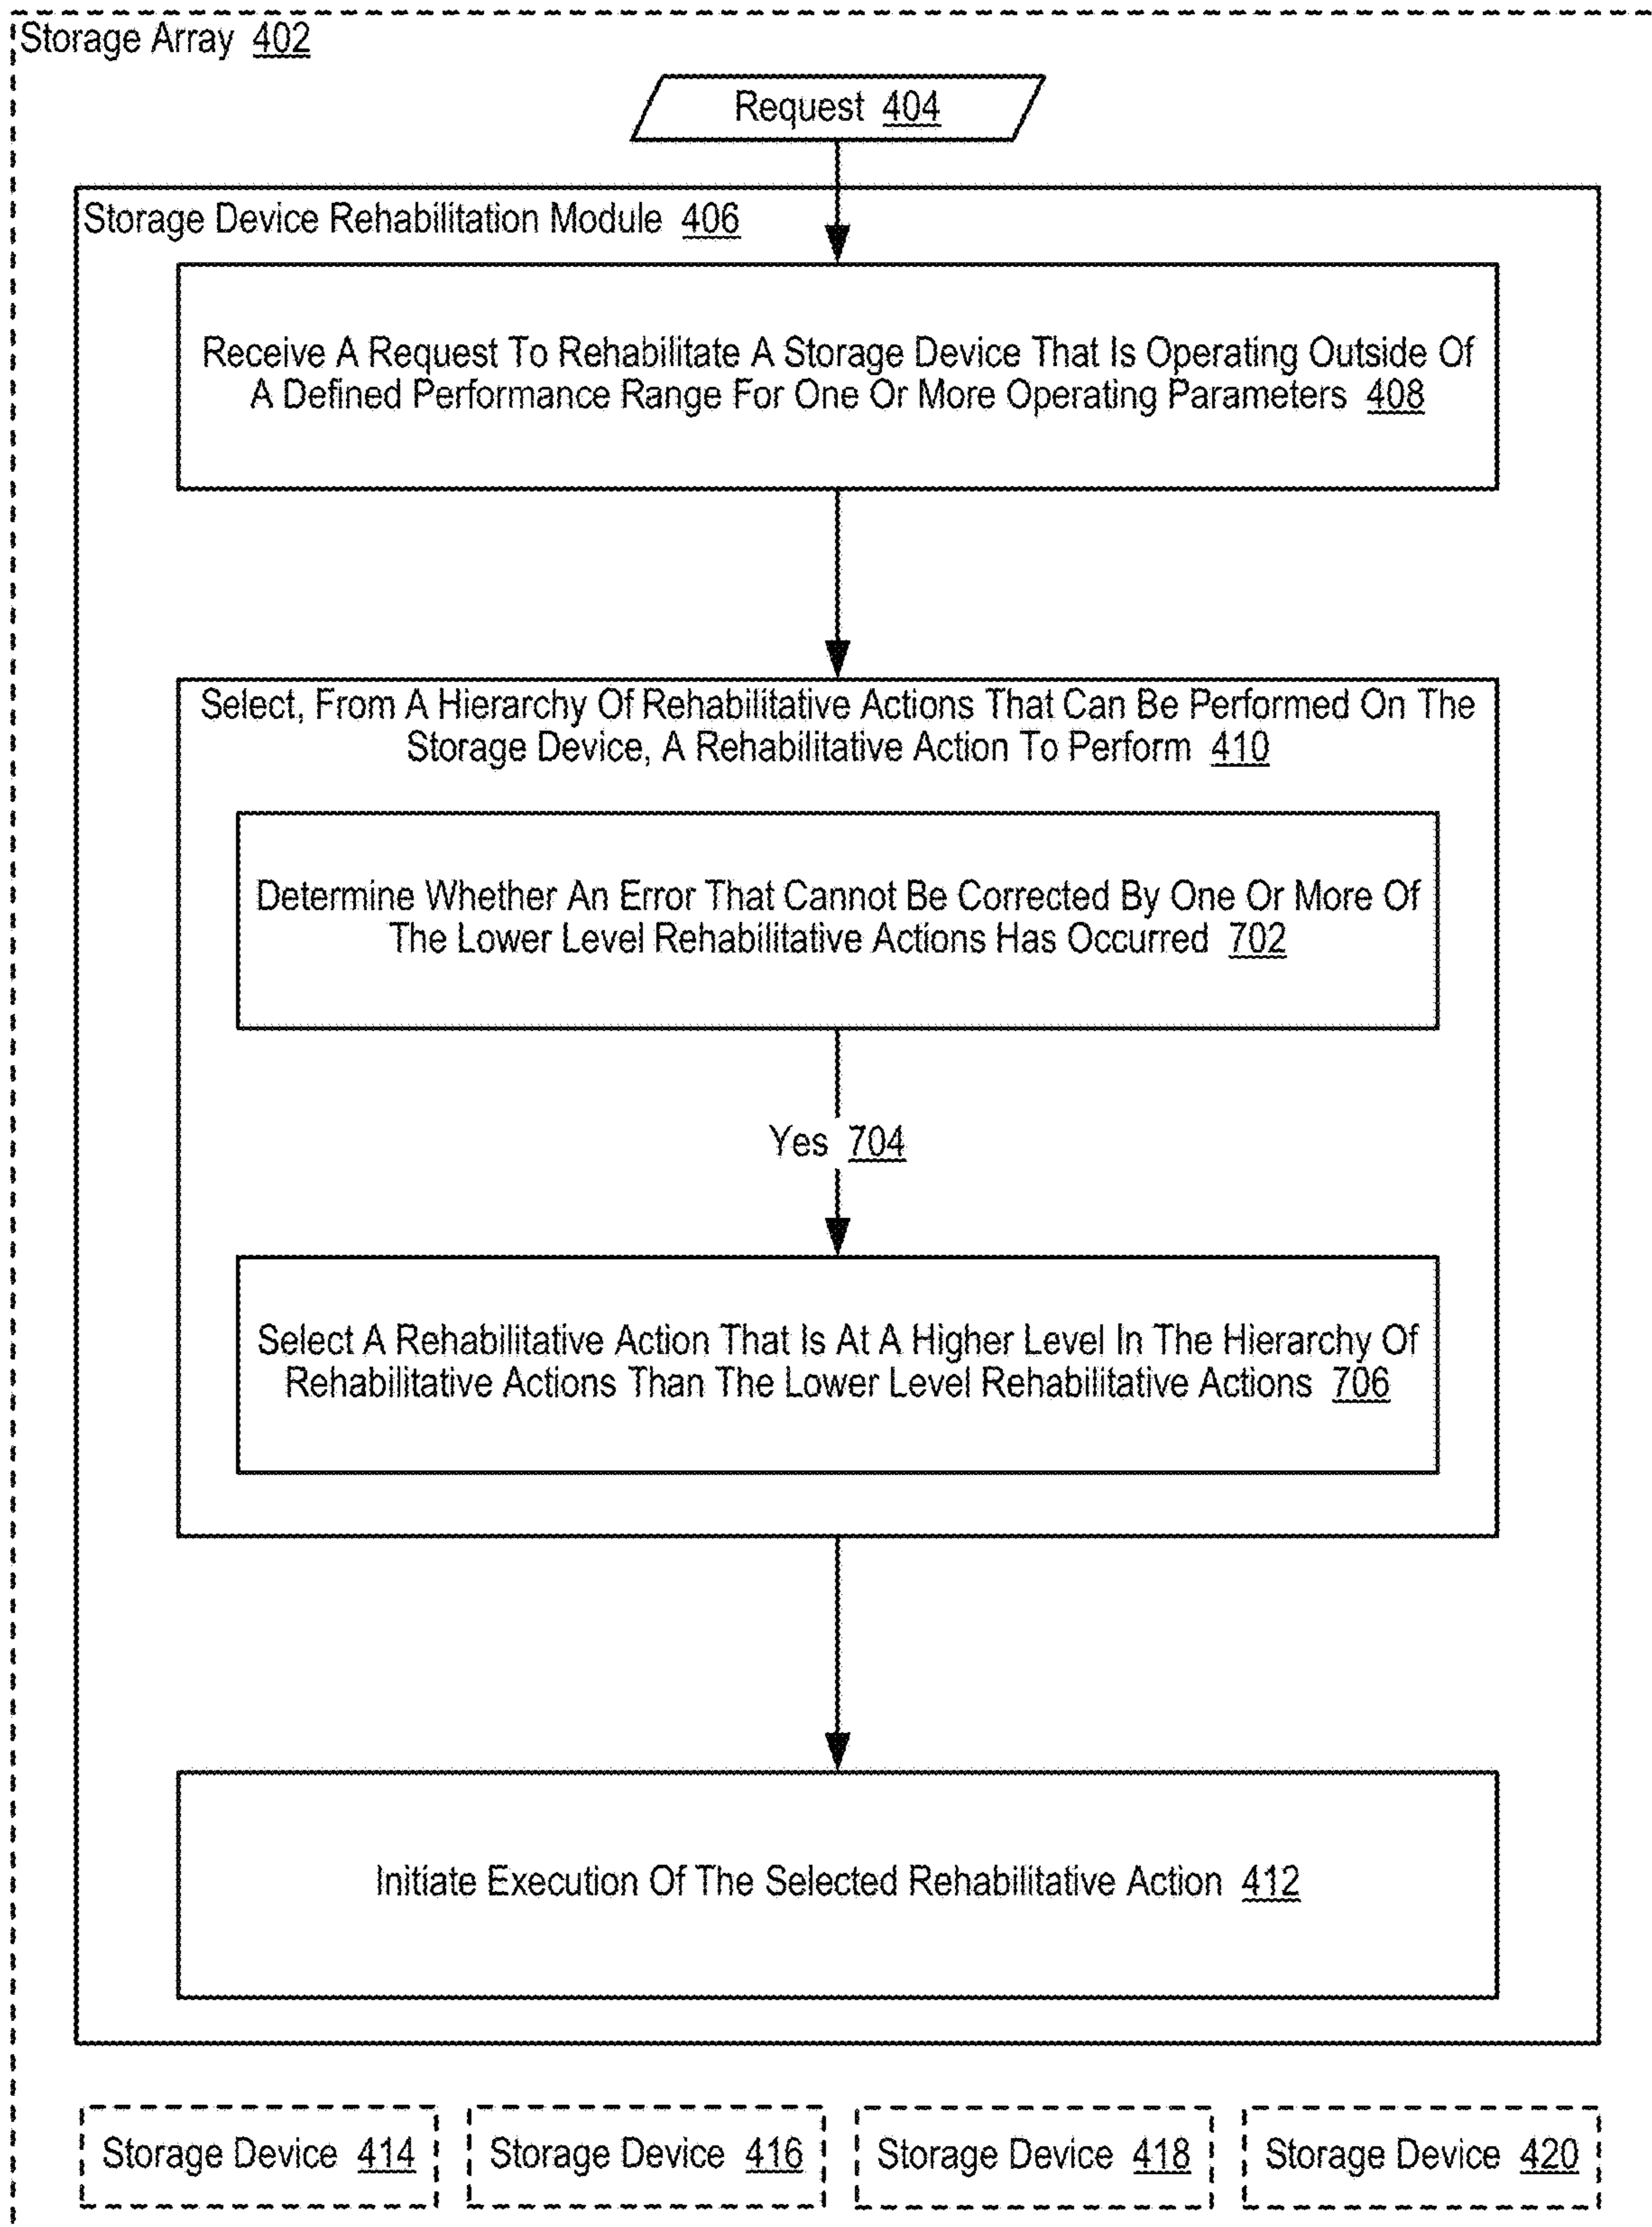 Storage Array 402
Request 404
Storage Device Rehabilitation Module 406
Receive A Request To Rehabilitate A Storage Device That Is Operating Outside Of
A Defined Performance Range For One Or More Operating Parameters 408
Select, From A Hierarchy Of Rehabilitative Actions That Can Be Performed On The
Storage Device, A Rehabilitative Action To Perform 410
Determine Whether An Error That Cannot Be Corrected By One Or More Of
The Lower Level Rehabilitative Actions Has Occurred 702
Yes 704
Select A Rehabilitative Action That Is At A Higher Level In The Hierarchy Of
Rehabilitative Actions Than The Lower Level Rehabilitative Actions 706
Initiate Execution Of The Selected Rehabilitative Action 412
Storage Device 414
Storage Device 416
Storage Device 418
Storage Device 420